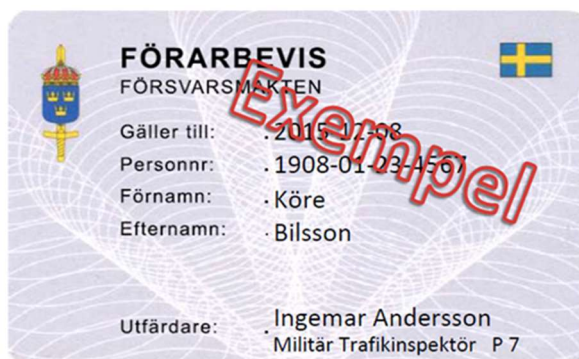 FÖRARBEVIS
FÖRSVARSMAKTEN
Gäller till: . 2015-12-08
Personnr: . 1908-01-23-4567
Förnamn: . Köre
Efternamn: . Bilsson
Exempel
Utfärdare: . Ingemar Andersson
Militär Trafikinspektör P 7